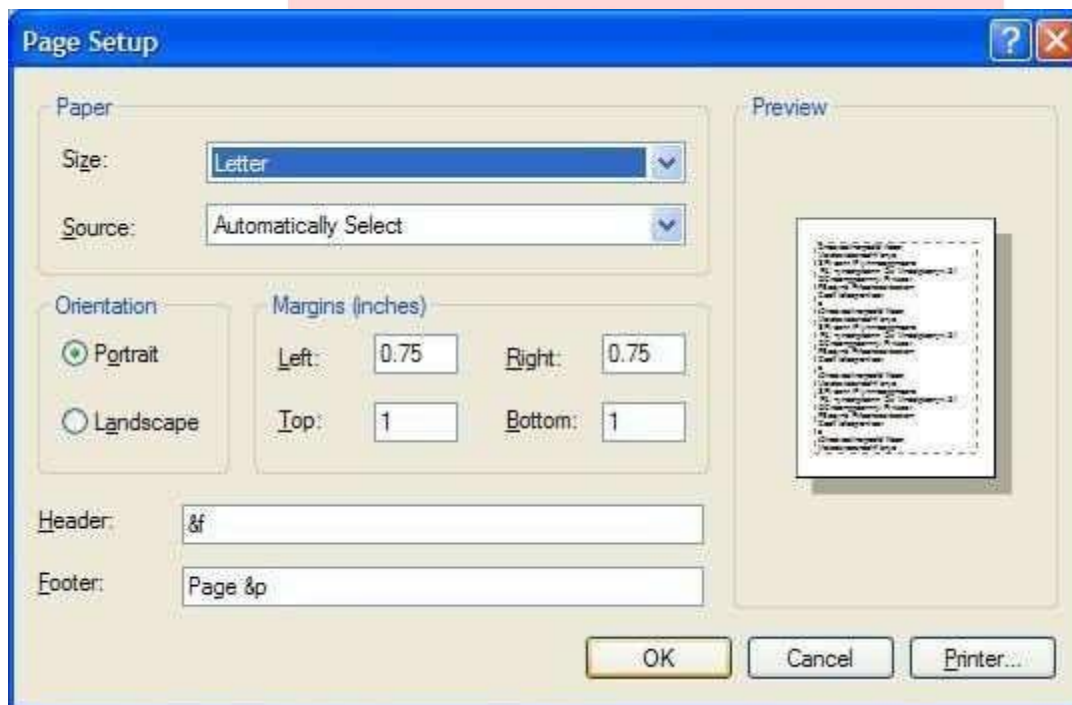 Page Setup
Paper
Preview
Size:
Letter
Source:
Automatically Select
Orientation
Margins (inches)
Portrait
Left:
0.75
Right:
0.75
Landscape
Top:
1
Bottom:
1
Header:
&f
Footer:
Page &p
OK
Cancel
Printer...